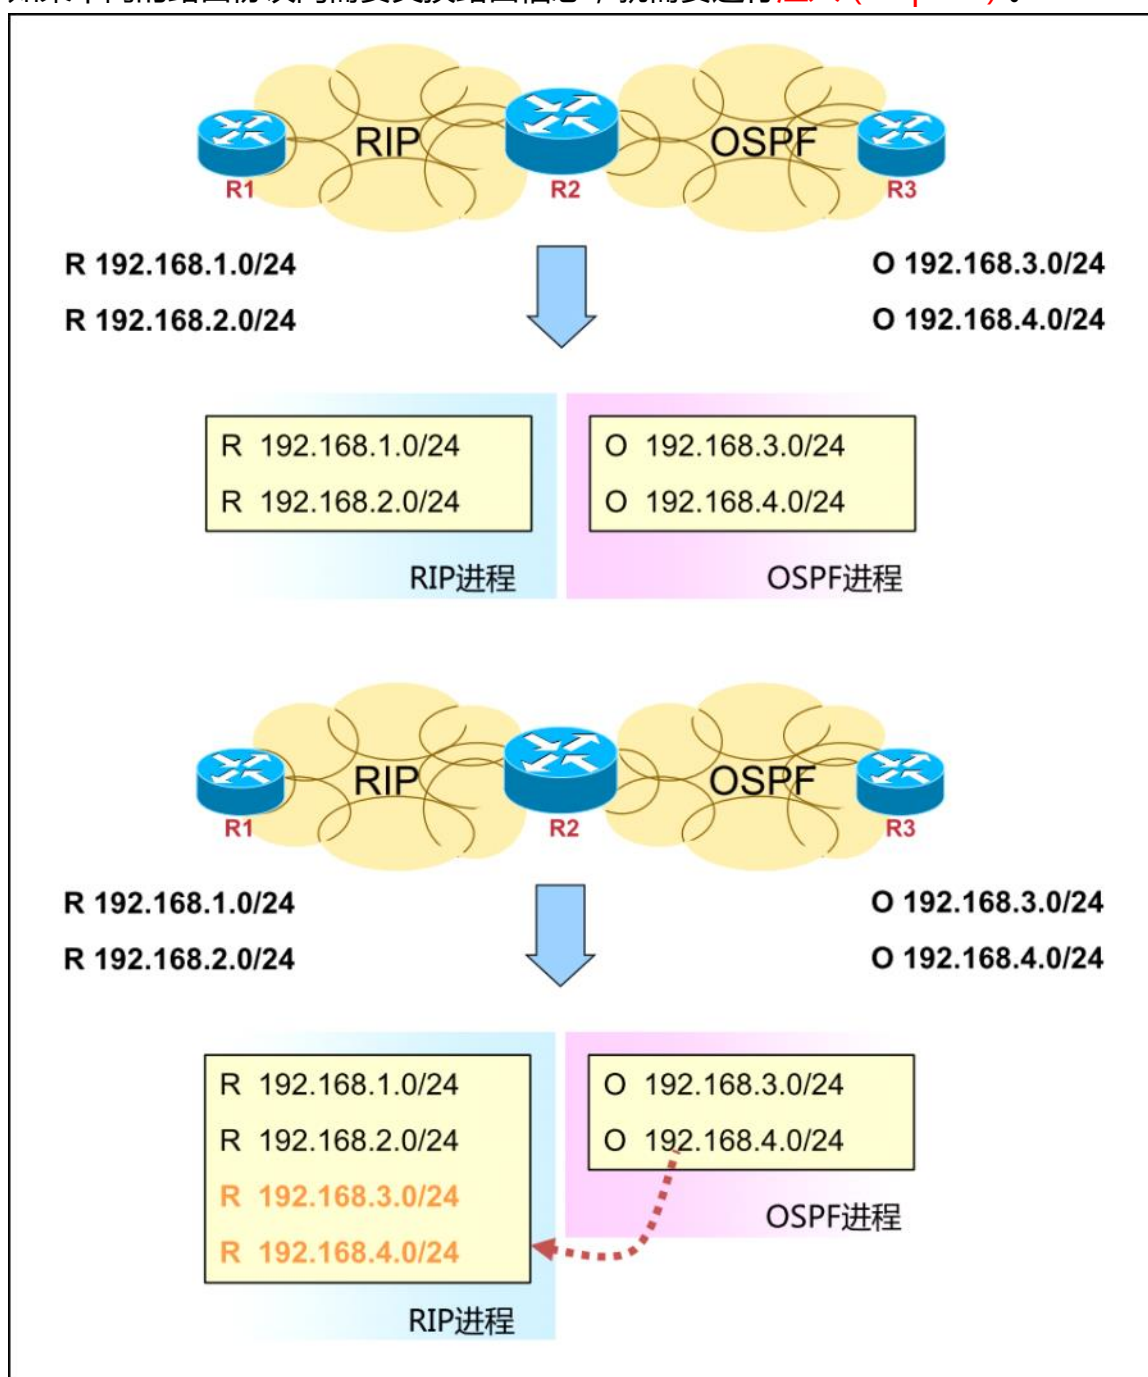 RIP
OSPF
R1
R2
R3
R 192.168.1.0/24
O 192.168.3.0/24
R 192.168.2.0/24
O 192.168.4.0/24
R 192.168.1.0/24
O 192.168.3.0/24
R 192.168.2.0/24
O 192.168.4.0/24
RIP进程
OSPF进程
RIP
OSPF
R1
R2
R3
R 192.168.1.0/24
O 192.168.3.0/24
R 192.168.2.0/24
O 192.168.4.0/24
R 192.168.1.0/24
O 192.168.3.0/24
R 192.168.2.0/24
O 192.168.4.0/24
R 192.168.3.0/24
OSPF进程
R 192.168.4.0/24
RIP进程